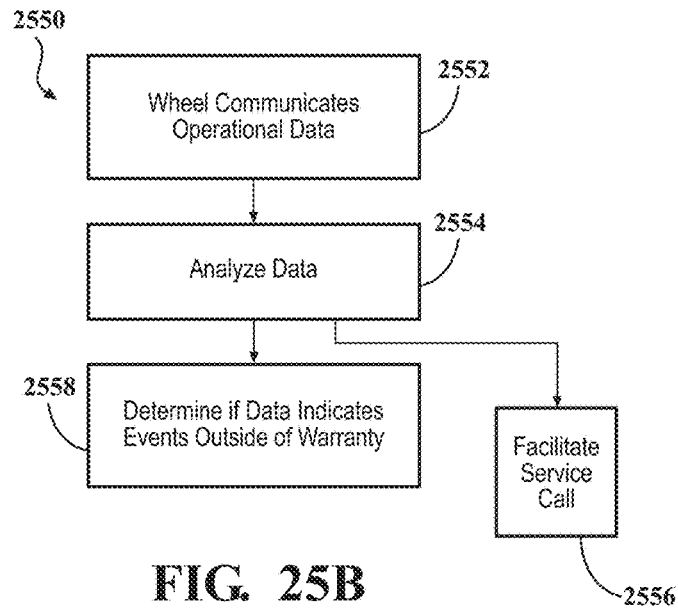 2550
2552
Wheel Communicates
Operational Data
2554
Analyze Data
2558
Determine if Data Indicates
Events Outside of Warranty
Facilitate
Service
Call
2556
FIG. 25B